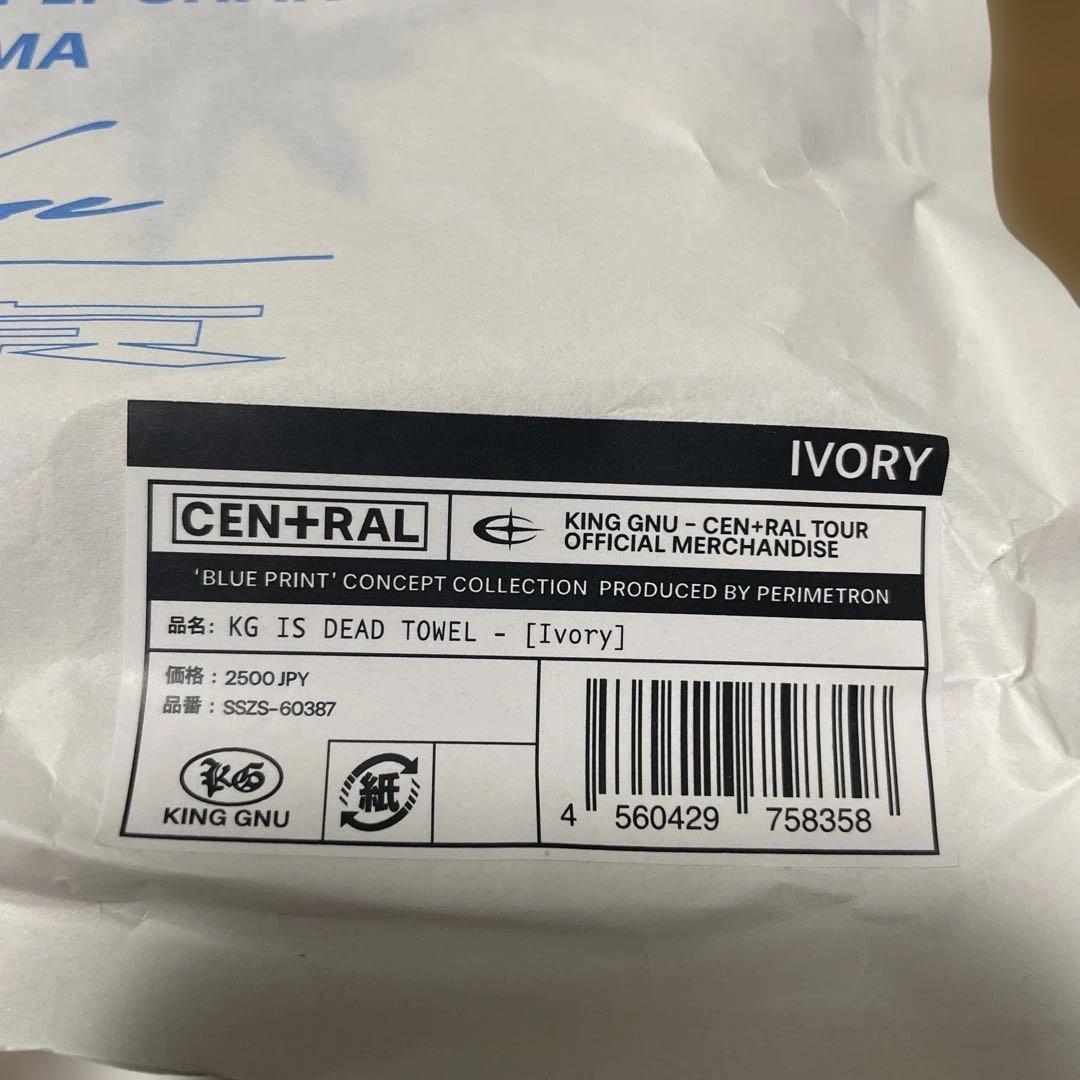 MA
IVORY
CEN+RAL
KING GNU - CEN+RAL TOUR
OFFICIAL MERCHANDISE
'BLUE PRINT' CONCEPT COLLECTION PRODUCED BY PERIMETRON
品名: KG IS DEAD TOWEL - [Ivory]
価格 : 2500 JPY
品番 : SSZS-60387
KG
KING GNU
紙
4 560429 758358